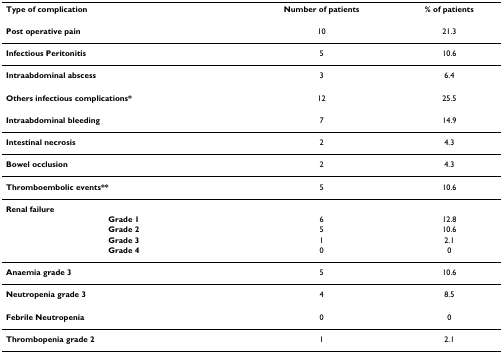 Type of complication Number of patients % of patients
Post operative pain 10 21.3
Infectious Peritonitis 5 10.6
Intraabdominal abscess 3 6.4
Others infectious complications* 12 25.5
Intraabdominal bleeding 7 14.9
Intestinal necrosis 2 4.3
Bowel occlusion 2 4.3
Thromboembolic events** 5 10.6
Renal failure
Grade 1 6 12.8
Grade 2 5 10.6
Grade 3 1 2.1
Grade 4 0 0
Anaemia grade 3 5 10.6
Neutropenia grade 3 4 8.5
Febrile Neutropenia 0 0
Thrombopenia grade 2 1 2.1